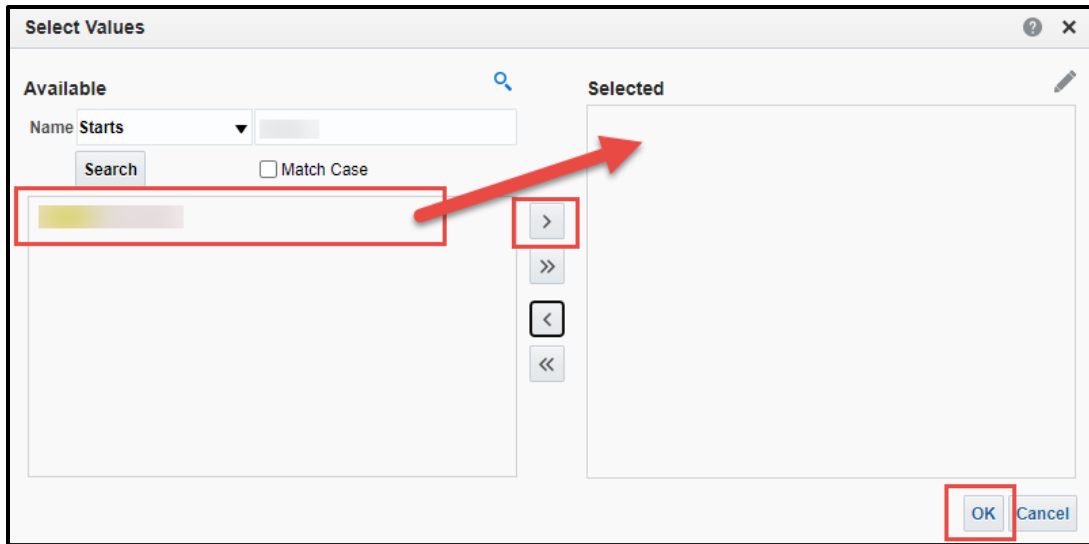 Select Values
Available
Selected
Name Starts
Search
Match Case
>
>>
<
<<
OK
Cancel